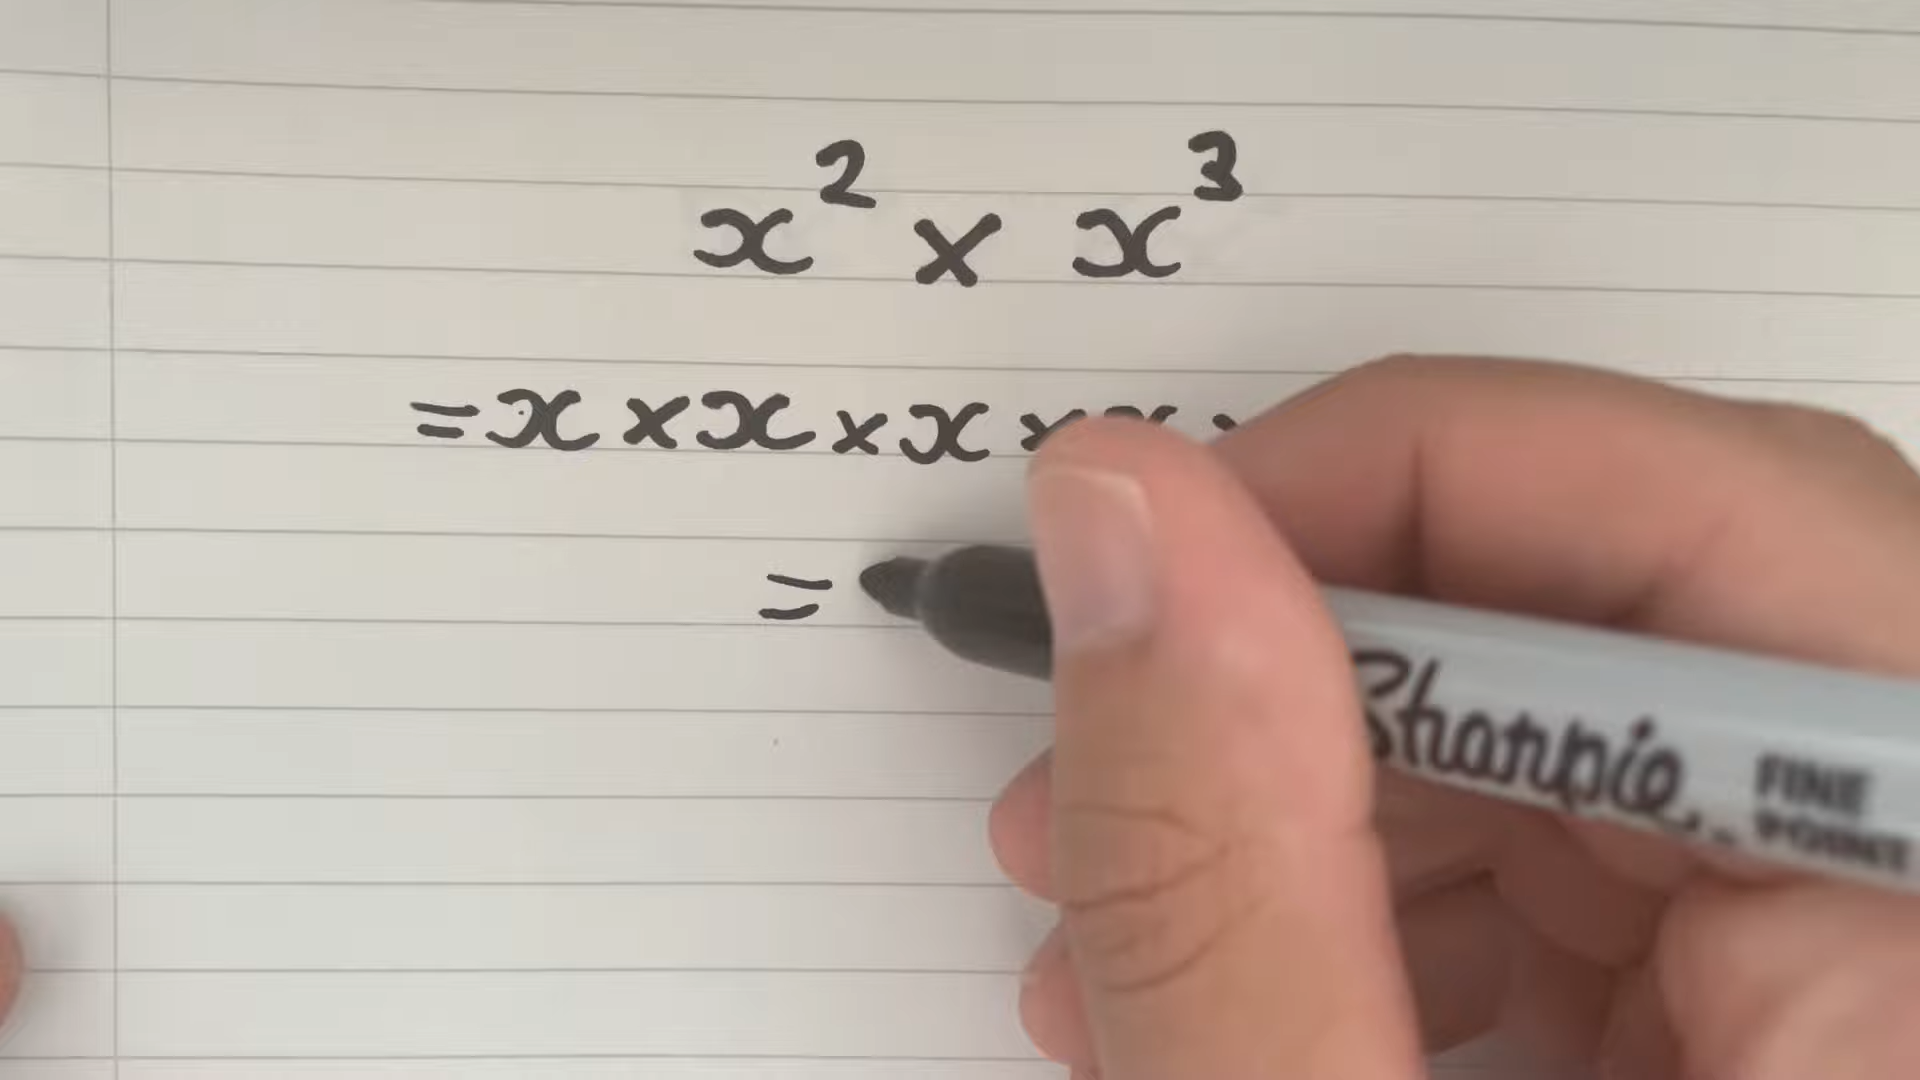 x² × x³
= x × x × x × x ×
=
Sharpie.
FINE
POINT